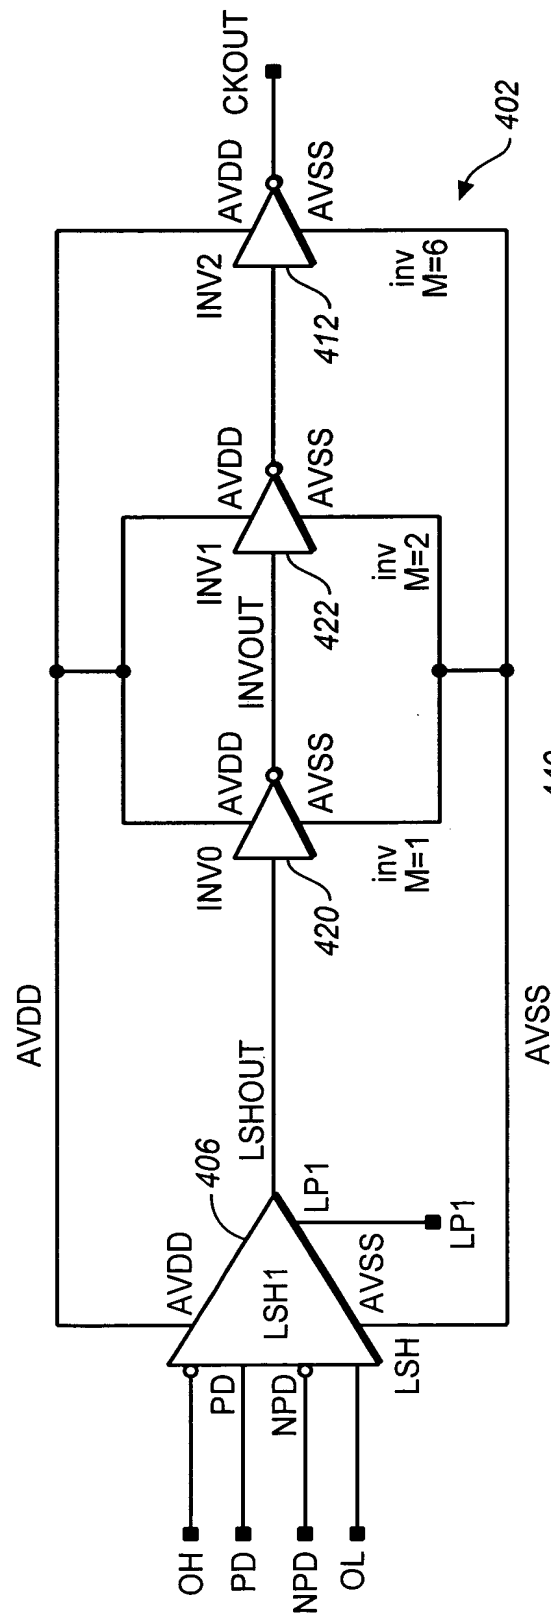 AVDD
OH
PD
NPD
OL
PD
NPD
AVDD
406
LSH1
LSH
AVSS
LP1
LP1
LSHOUT
INV0
AVDD
AVSS
420
inv
M=1
INVOUT
INV1
AVDD
AVSS
422
inv
M=2
INV2
AVDD
AVSS
412
inv
M=6
CKOUT
402
AVSS